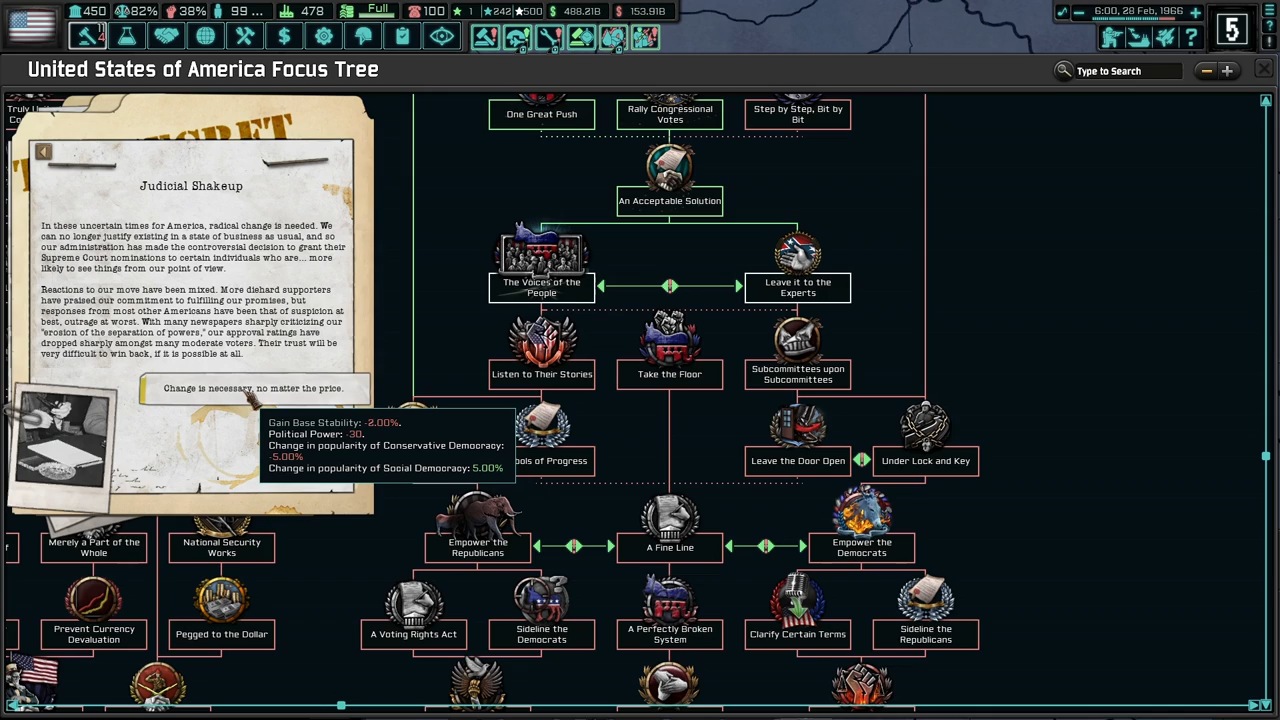 450 82% 38% 99 ... 478 Full 100 1 242 500 $ 488.21B $ 153.91B
6:00, 28 Feb, 1966
5
United States of America Focus Tree
Type to Search
One Great Push
Rally Congressional
Votes
Step by Step, Bit by
Bit
Judicial Shakeup
In these uncertain times for America, radical change is needed. We
can no longer justify existing in a state of business as usual, and so
our administration has made the controversial decision to grant their
Supreme Court nominations to certain individuals who are... more
likely to see things from our point of view.
Reactions to our move have been mixed. More diehard supporters
have praised our commitment to fulfilling our promises, but
responses from most other Americans have been that of suspicion at
best, outrage at worst. With many newspapers sharply criticizing our
"erosion of the separation of powers," our approval ratings have
dropped sharply amongst many moderate voters. Their trust will be
very difficult to win back, if it is possible at all.
Change is necessary, no matter the price.
Gain Base Stability: -2.00%.
Political Power: -30.
Change in popularity of Conservative Democracy:
-5.00%
Change in popularity of Social Democracy: 5.00%
An Acceptable Solution
The Voices of the
People
Leave it to the
Experts
Listen to Their Stories
Take the Floor
Subcommittees upon
Subcommittees
ols of Progress
Leave the Door Open
Under Lock and Key
Merely a Part of the
Whole
National Security
Works
Empower the
Republicans
A Fine Line
Empower the
Democrats
Prevent Currency
Devaluation
Pegged to the Dollar
A Voting Rights Act
Sideline the
Democrats
A Perfectly Broken
System
Clarify Certain Terms
Sideline the
Republicans